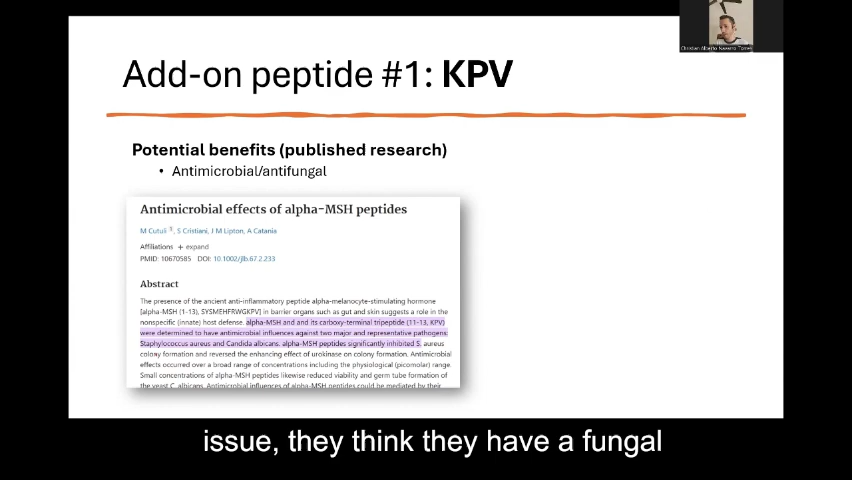 Christian Alberto Navarro Torres
Add-on peptide #1: KPV
Potential benefits (published research)
• Antimicrobial/antifungal
Antimicrobial effects of alpha-MSH peptides
M Cutuli 1, S Cristiani, J M Lipton, A Catania
Affiliations + expand
PMID: 10670585 DOI: 10.1002/jlb.67.2.233
Abstract
The presence of the ancient anti-inflammatory peptide alpha-melanocyte-stimulating hormone
[alpha-MSH (1-13), SYSMEHFRWGKPV] in barrier organs such as gut and skin suggests a role in the
nonspecific (innate) host defense. alpha-MSH and and its carboxy-terminal tripeptide (11-13, KPV)
were determined to have antimicrobial influences against two major and representative pathogens:
Staphylococcus aureus and Candida albicans. alpha-MSH peptides significantly inhibited S. aureus
colony formation and reversed the enhancing effect of urokinase on colony formation. Antimicrobial
effects occurred over a broad range of concentrations including the physiological (picomolar) range.
Small concentrations of alpha-MSH peptides likewise reduced viability and germ tube formation of
the yeast C. albicans. Antimicrobial influences of alpha-MSH peptides could be mediated by their
issue, they think they have a fungal